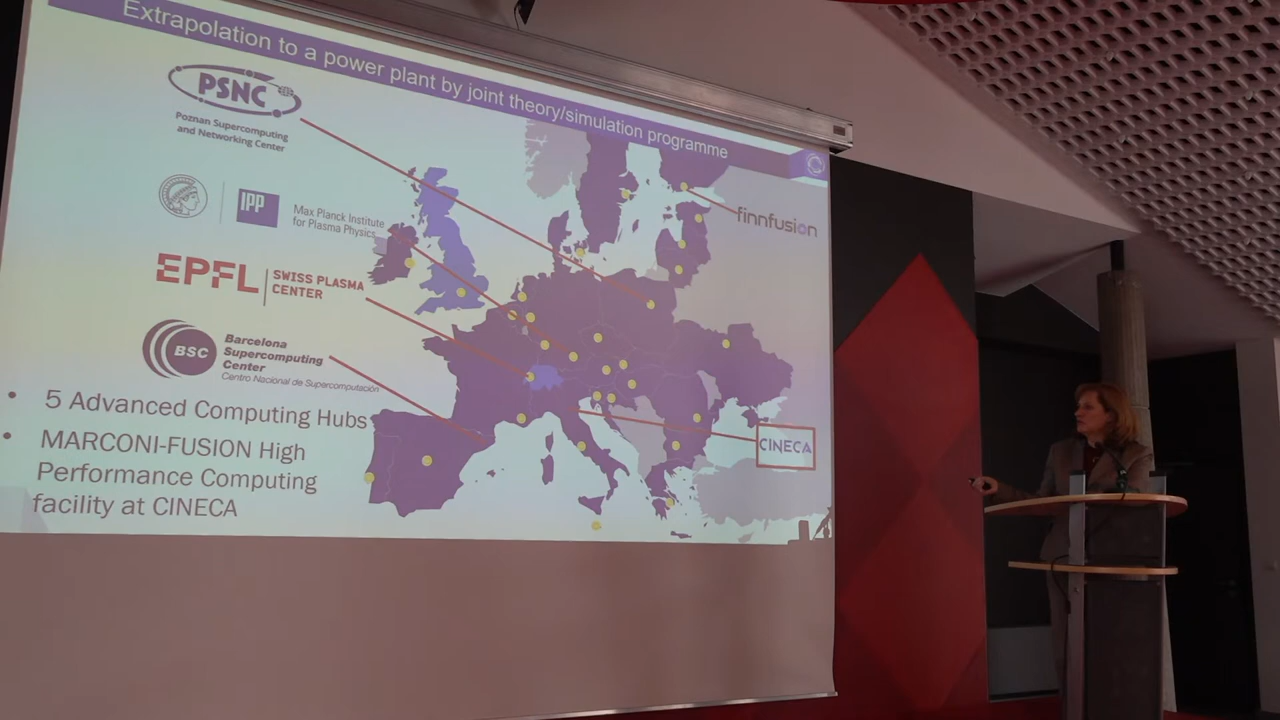 Extrapolation to a power plant by joint theory/simulation programme
PSNC
Poznan Supercomputing
and Networking Center
IPP
Max Planck Institute
for Plasma Physics
finnfusion
EPFL
SWISS PLASMA
CENTER
BSC
Barcelona
Supercomputing
Center
Centro Nacional de Supercomputación
• 5 Advanced Computing Hubs
• MARCONI-FUSION High
Performance Computing
facility at CINECA
CINECA